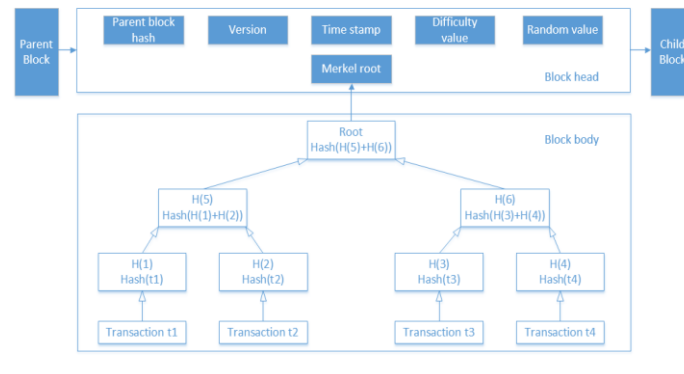 Parent
Block
Parent block
hash
Version
Time stamp
Difficulty
value
Random value
Merkel root
Block head
Child
Block
Root
Hash(H(5)+H(6))
Block body
H(5)
Hash(H(1)+H(2))
H(6)
Hash(H(3)+H(4))
H(1)
Hash(t1)
H(2)
Hash(t2)
H(3)
Hash(t3)
H(4)
Hash(t4)
Transaction t1
Transaction t2
Transaction t3
Transaction t4